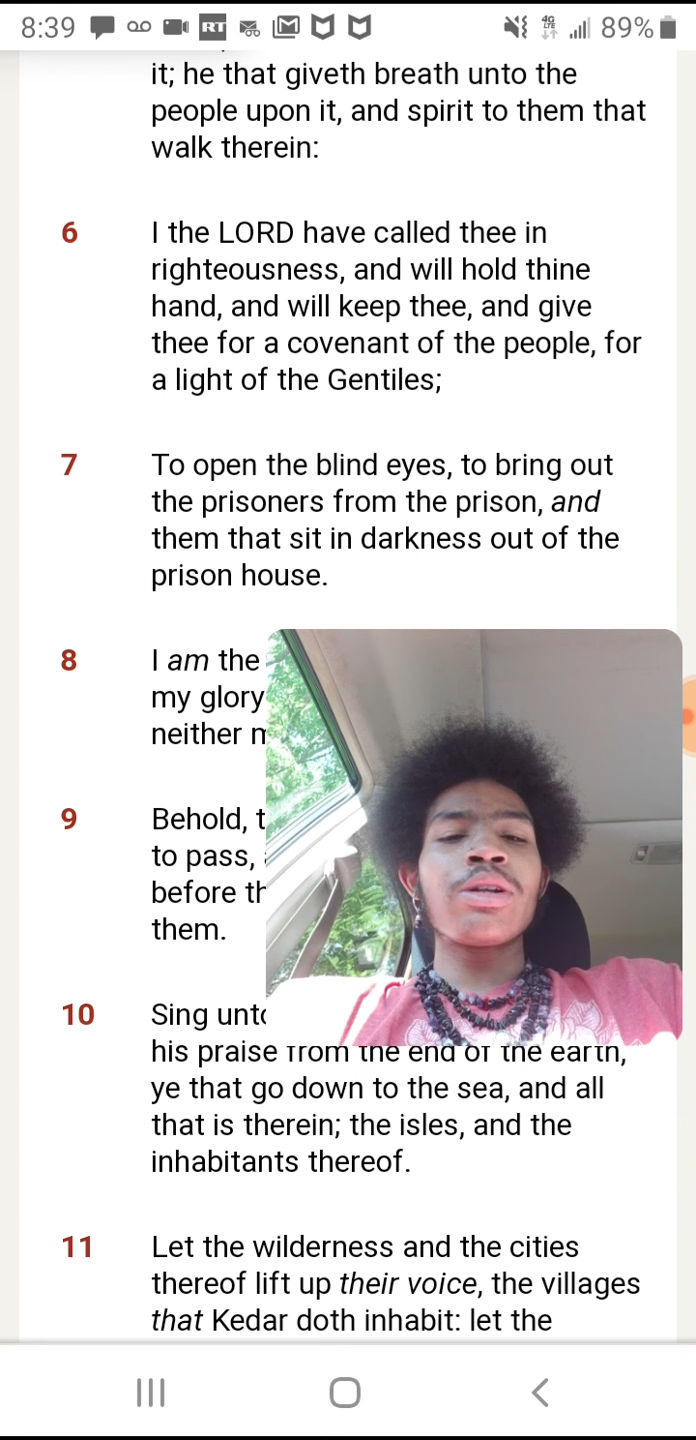 8:39 RT 4G LTE 89%
it; he that giveth breath unto the
people upon it, and spirit to them that
walk therein:
6 I the LORD have called thee in
righteousness, and will hold thine
hand, and will keep thee, and give
thee for a covenant of the people, for
a light of the Gentiles;
7 To open the blind eyes, to bring out
the prisoners from the prison, and
them that sit in darkness out of the
prison house.
8 I am the
my glory
neither
9 Behold,
to pass,
before
them.
10 Sing
his praise from the end of the earth,
ye that go down to the sea, and all
that is therein; the isles, and the
inhabitants thereof.
11 Let the wilderness and the cities
thereof lift up their voice, the villages
that Kedar doth inhabit: let the